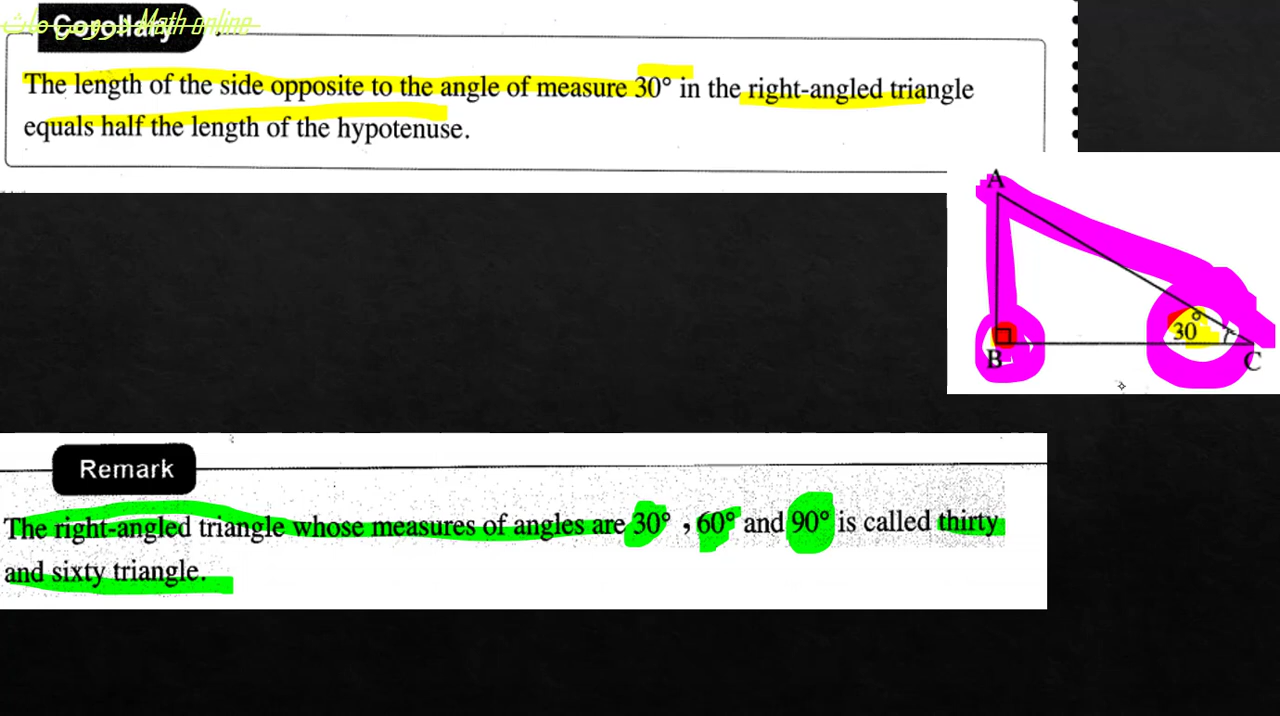 Math online
Corollary
The length of the side opposite to the angle of measure 30° in the right-angled triangle
equals half the length of the hypotenuse.
A
30°
B
C
Remark
The right-angled triangle whose measures of angles are 30° , 60° and 90° is called thirty
and sixty triangle.